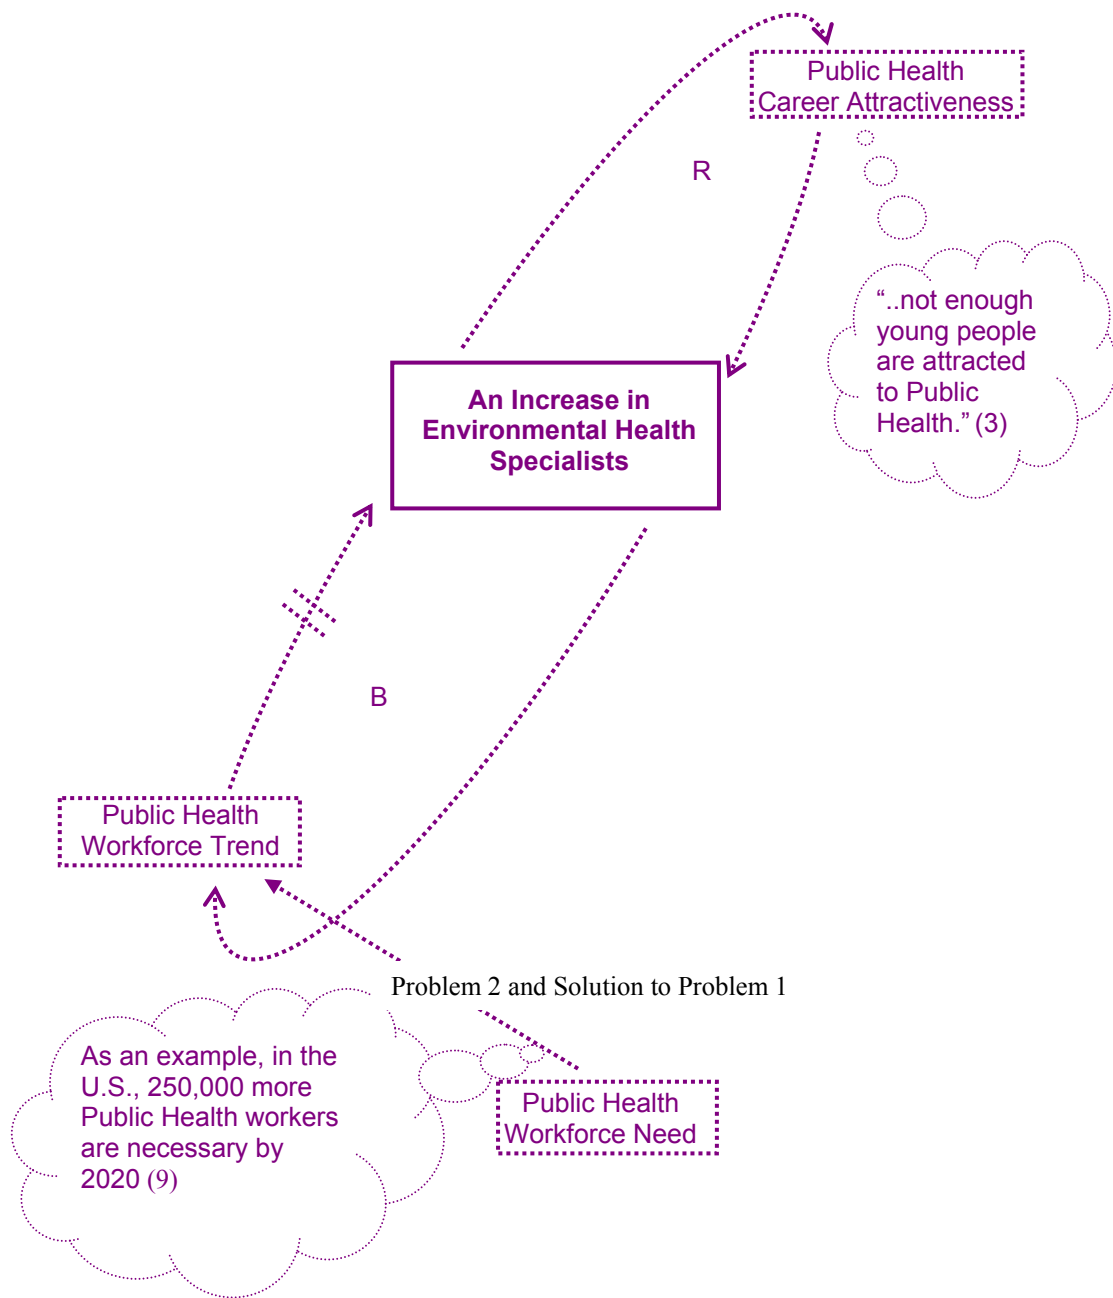 Public Health
Career Attractiveness
R
“..not enough
young people
are attracted
to Public
Health.” (3)
An Increase in
Environmental Health
Specialists
B
Public Health
Workforce Trend
Problem 2 and Solution to Problem 1
As an example, in the
U.S., 250,000 more
Public Health workers
are necessary by
2020 (9)
Public Health
Workforce Need